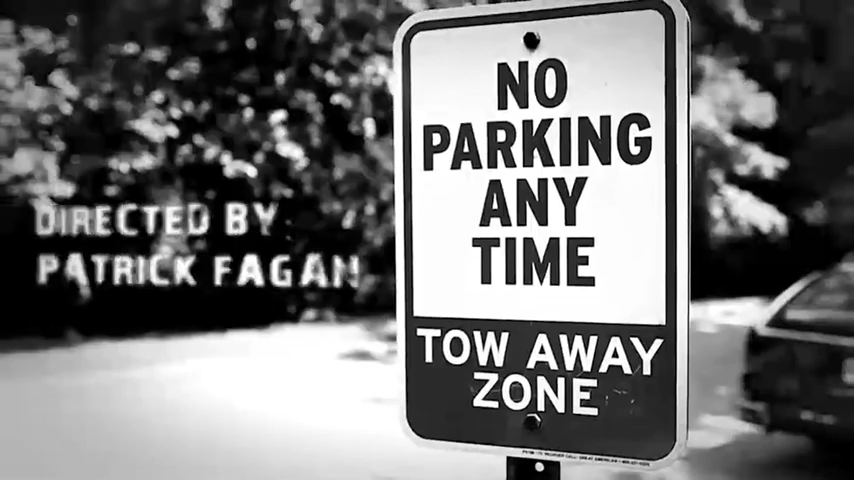 DIRECTED BY
PATRICK FAGAN
NO
PARKING
ANY
TIME
TOW AWAY
ZONE